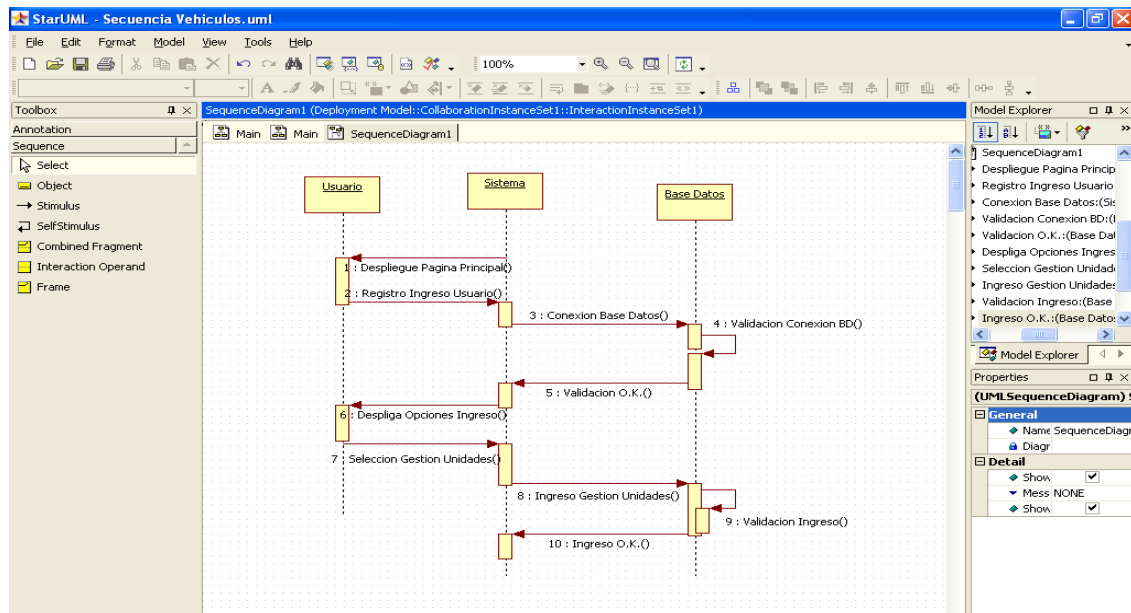 StarUML - Secuencia Vehiculos.uml
File Edit Format Model View Tools Help
100%
Toolbox
Annotation
Sequence
Select
Object
Stimulus
SelfStimulus
Combined Fragment
Interaction Operand
Frame
SequenceDiagram1 (Deployment Model::CollaborationInstanceSet1::InteractionInstanceSet1)
Main Main SequenceDiagram1
Usuario
Sistema
Base Datos
1 : Despliegue Pagina Principal()
2 : Registro Ingreso Usuario()
3 : Conexion Base Datos()
4 : Validacion Conexion BD()
5 : Validacion O.K.()
6 : Despliga Opciones Ingreso()
7 : Seleccion Gestion Unidades()
8 : Ingreso Gestion Unidades()
9 : Validacion Ingreso()
10 : Ingreso O.K.()
Model Explorer
SequenceDiagram1
Despliegue Pagina Princip
Registro Ingreso Usuario
Conexion Base Datos:(Sis
Validacion Conexion BD:(
Validacion O.K.:(Base Dat
Despliga Opciones Ingres
Seleccion Gestion Unidad
Ingreso Gestion Unidades
Validacion Ingreso:(Base
Ingreso O.K.:(Base Dato:
Model Explorer
Properties
(UMLSequenceDiagram)
General
Name SequenceDiagr
Diagr
Detail
Show
Mess NONE
Show